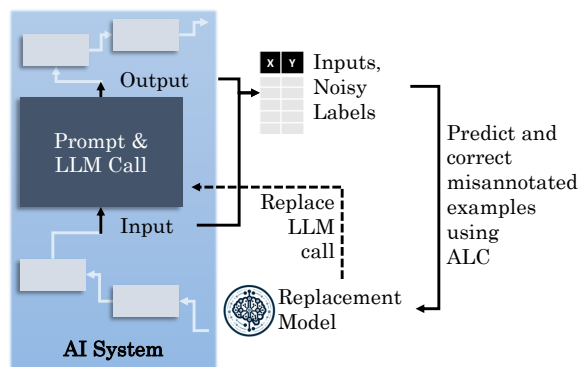 Output
Prompt &
LLM Call
Input
AI System
X Y
Inputs,
Noisy
Labels
Predict and
correct
misannotated
examples
using
ALC
Replace
LLM
call
Replacement
Model